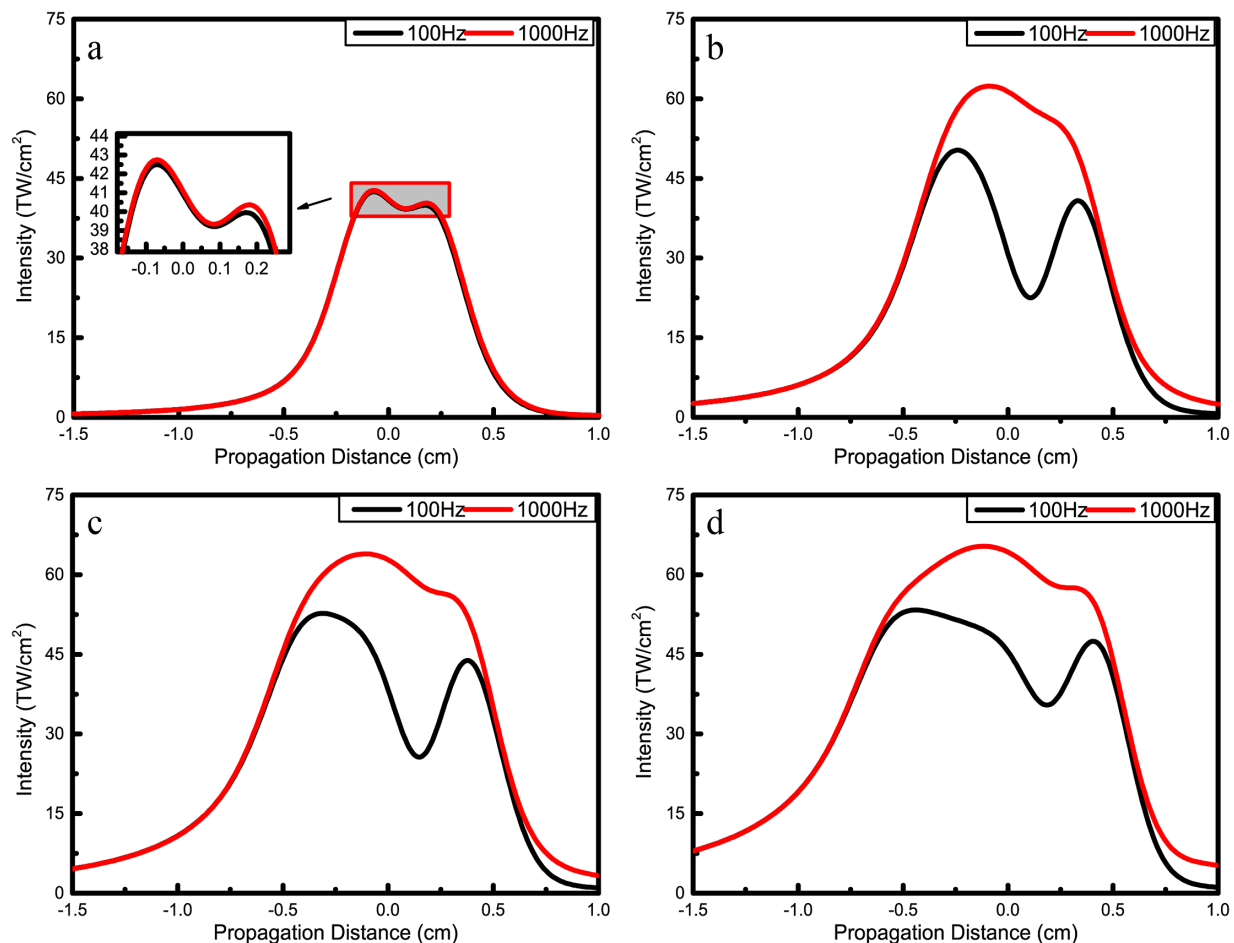 a
100Hz 1000Hz
75
60
45
30
15
0
Intensity (TW/cm²)
44
43
42
41
40
39
38
-0.1 0.0 0.1 0.2
-1.5 -1.0 -0.5 0.0 0.5 1.0
Propagation Distance (cm)
b
100Hz 1000Hz
75
60
45
30
15
0
Intensity (TW/cm²)
-1.5 -1.0 -0.5 0.0 0.5 1.0
Propagation Distance (cm)
c
100Hz 1000Hz
75
60
45
30
15
0
Intensity (TW/cm²)
-1.5 -1.0 -0.5 0.0 0.5 1.0
Propagation Distance (cm)
d
100Hz 1000Hz
75
60
45
30
15
0
Intensity (TW/cm²)
-1.5 -1.0 -0.5 0.0 0.5 1.0
Propagation Distance (cm)